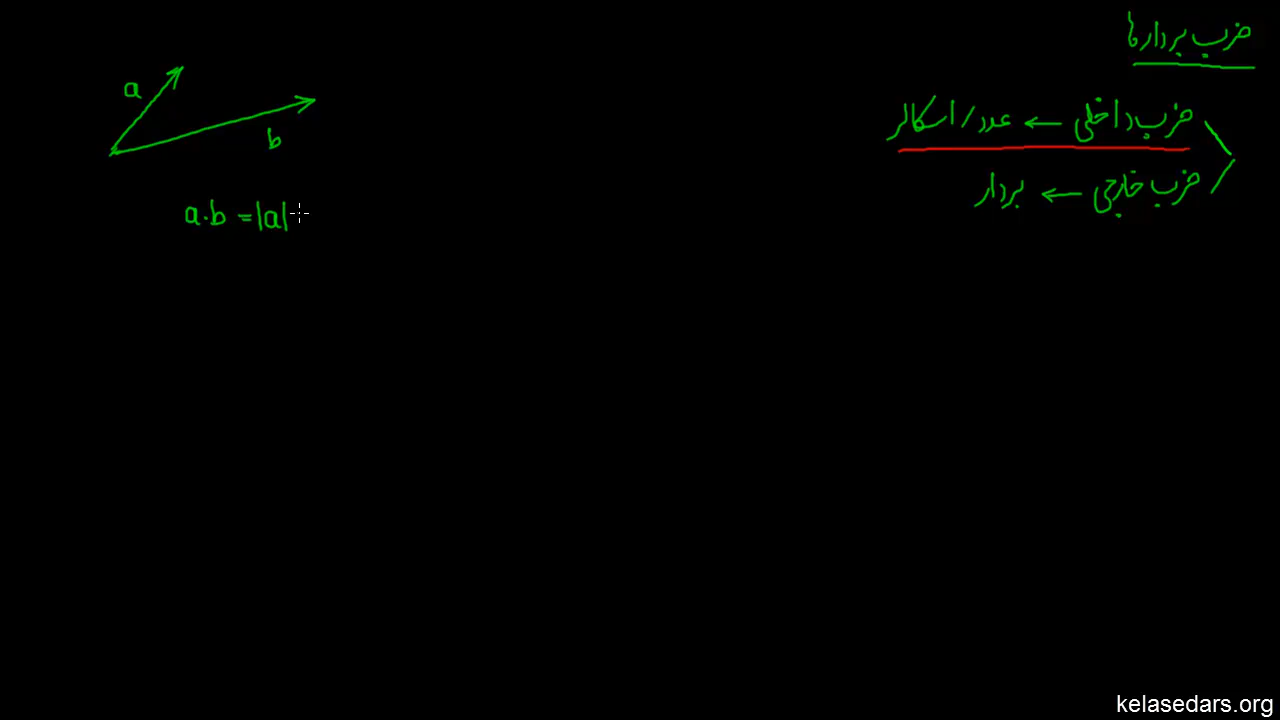 ضرب بردارها
ضرب داخلی ← عدد/اسکالر
ضرب خارجی ← بردار
a
b
a.b = |a|
kelasedars.org